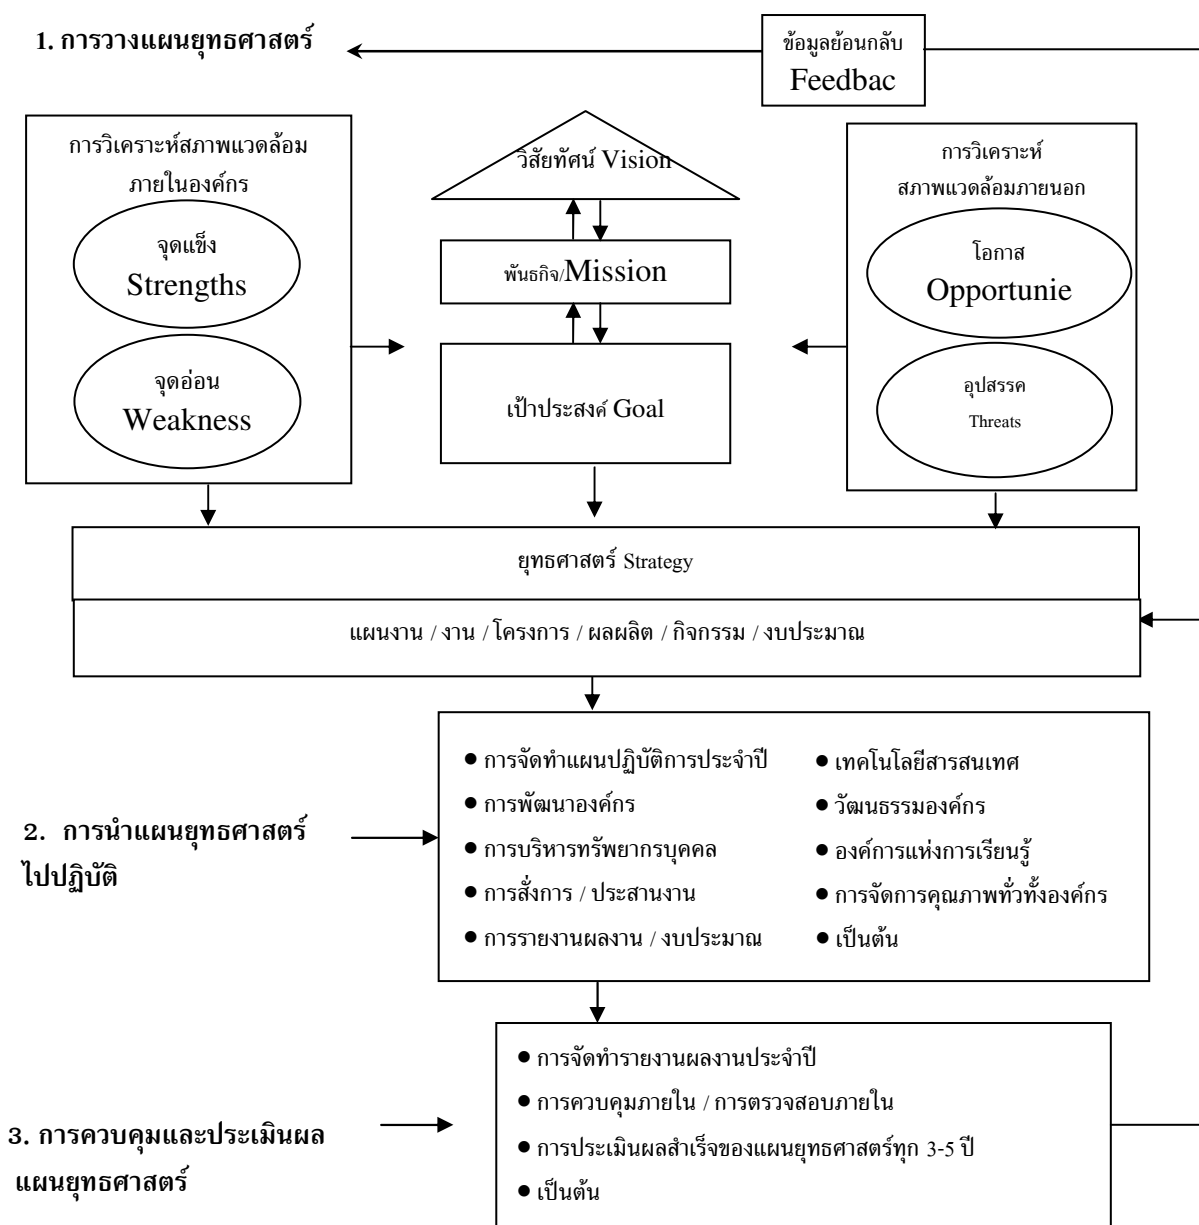 1. การวางแผนยุทธศาสตร์
ข้อมูลย้อนกลับ
Feedbac
การวิเคราะห์สภาพแวดล้อม
ภายในองค์กร
จุดแข็ง
Strengths
จุดอ่อน
Weakness
วิสัยทัศน์ Vision
พันธกิจ/Mission
เป้าประสงค์ Goal
การวิเคราะห์
สภาพแวดล้อมภายนอก
โอกาส
Opportunie
อุปสรรค
Threats
ยุทธศาสตร์ Strategy
แผนงาน / งาน / โครงการ / ผลผลิต / กิจกรรม / งบประมาณ
2. การนำแผนยุทธศาสตร์
ไปปฏิบัติ
● การจัดทำแผนปฏิบัติการประจำปี
● การพัฒนาองค์กร
● การบริหารทรัพยากรบุคคล
● การสั่งการ / ประสานงาน
● การรายงานผลงาน / งบประมาณ
● เทคโนโลยีสารสนเทศ
● วัฒนธรรมองค์กร
● องค์การแห่งการเรียนรู้
● การจัดการคุณภาพทั่วทั้งองค์กร
● เป็นต้น
3. การควบคุมและประเมินผล
แผนยุทธศาสตร์
● การจัดทำรายงานผลงานประจำปี
● การควบคุมภายใน / การตรวจสอบภายใน
● การประเมินผลสำเร็จของแผนยุทธศาสตร์ทุก 3-5 ปี
● เป็นต้น